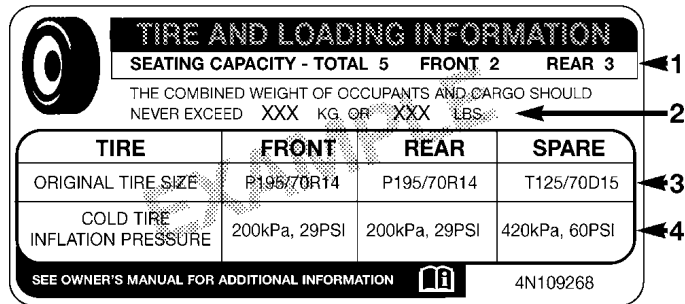 TIRE AND LOADING INFORMATION
SEATING CAPACITY - TOTAL 5 FRONT 2 REAR 3
1
THE COMBINED WEIGHT OF OCCUPANTS AND CARGO SHOULD
NEVER EXCEED XXX KG. OR XXX LBS.
2
TIRE FRONT REAR SPARE
ORIGINAL TIRE SIZE P195/70R14 P195/70R14 T125/70D15
3
COLD TIRE
INFLATION PRESSURE 200kPa, 29PSI 200kPa, 29PSI 420kPa, 60PSI
4
SEE OWNER'S MANUAL FOR ADDITIONAL INFORMATION
4N109268
EXAMPLE